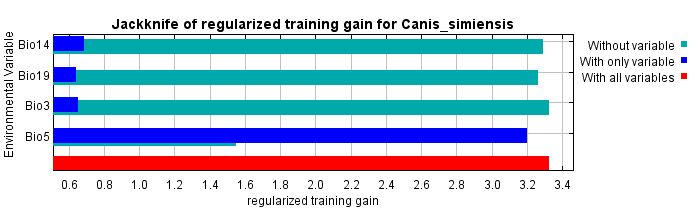 Jackknife of regularized training gain for Canis_simiensis
Environmental Variable
Bio14
Bio19
Bio3
Bio5
Without variable
With only variable
With all variables
0.6 0.8 1.0 1.2 1.4 1.6 1.8 2.0 2.2 2.4 2.6 2.8 3.0 3.2 3.4
regularized training gain